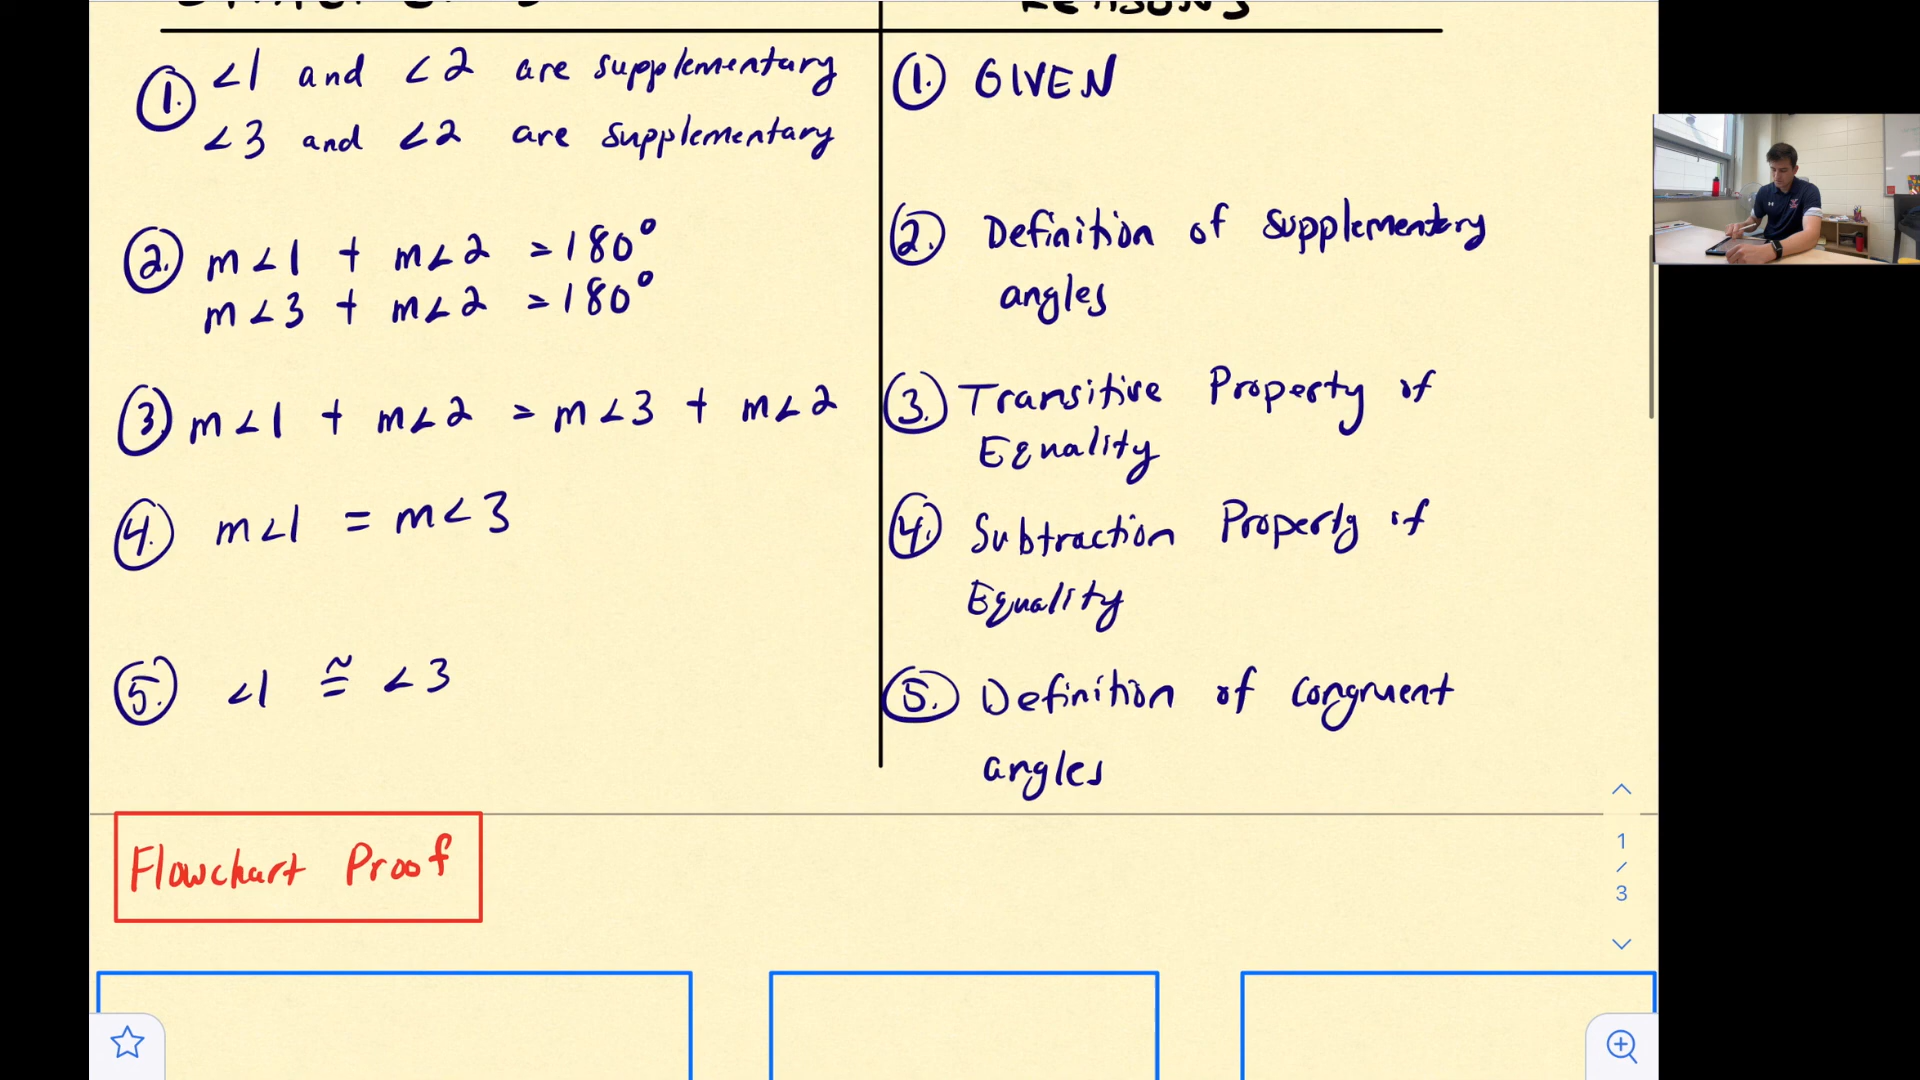 ① ∠1 and ∠2 are supplementary
∠3 and ∠2 are supplementary
① GIVEN
② m∠1 + m∠2 = 180°
m∠3 + m∠2 = 180°
② Definition of supplementary
angles
③ m∠1 + m∠2 = m∠3 + m∠2
③ Transitive Property of
Equality
④ m∠1 = m∠3
④ Subtraction Property of
Equality
⑤ ∠1 ≅ ∠3
⑤ Definition of congruent
angles
Flowchart Proof
1
/
3